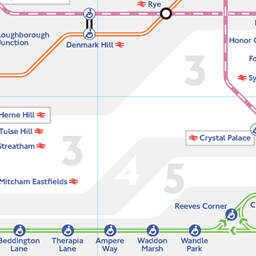 Rye
Loughborough
Junction
Denmark Hill
Honor
Fo
Sy
3
Herne Hill
Tulse Hill
Streatham
Crystal Palace
3
4
5
Mitcham Eastfields
Reeves Corner
C
Beddington
Lane
Therapia
Lane
Ampere
Way
Waddon
Marsh
Wandle
Park